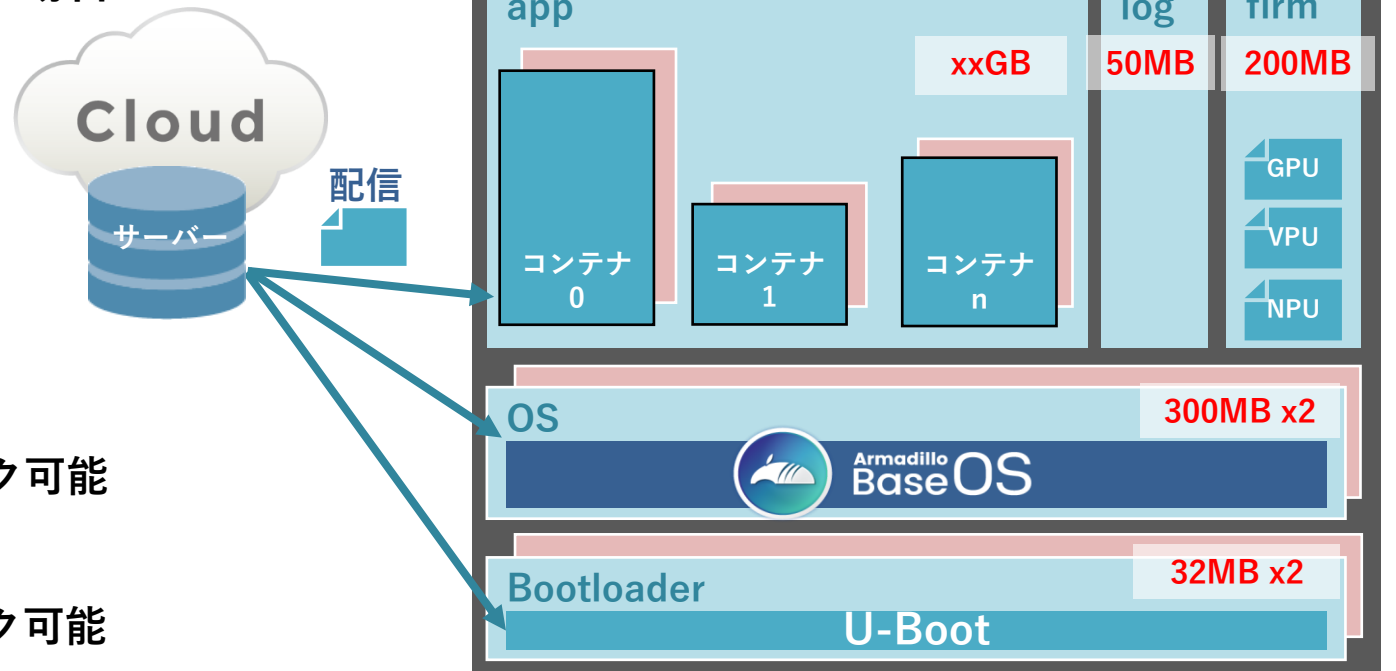 app
log
firm
xxGB
50MB
200MB
Cloud
サーバー
配信
コンテナ
0
コンテナ
1
コンテナ
n
GPU
VPU
NPU
OS
300MB x2
Armadillo
Base OS
ク可能
Bootloader
32MB x2
U-Boot
ク可能